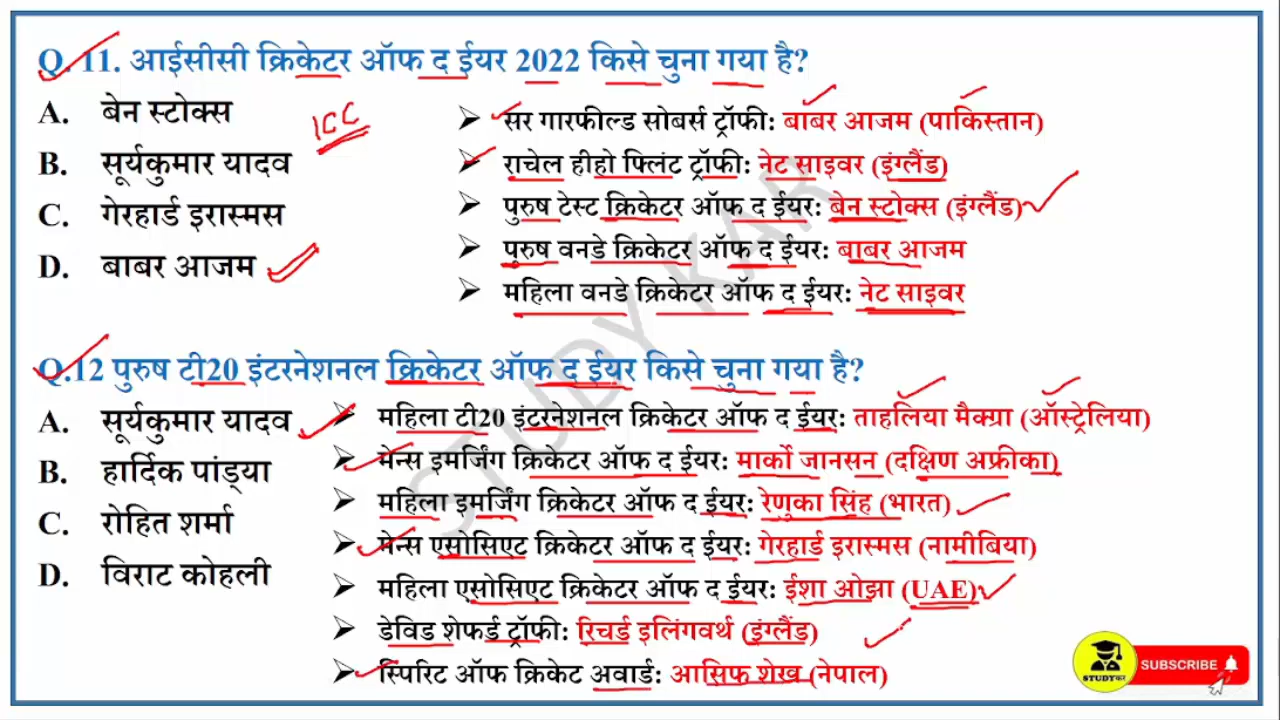 Q. 11. आईसीसी क्रिकेटर ऑफ द ईयर 2022 किसे चुना गया है?
A. बेन स्टोक्स
B. सूर्यकुमार यादव
C. गेरहार्ड इरास्मस
D. बाबर आजम
ICC
➢ सर गारफील्ड सोबर्स ट्रॉफी: बाबर आजम (पाकिस्तान)
➢ राचेल हीहो फ्लिंट ट्रॉफी: नेट साइवर (इंग्लैंड)
➢ पुरुष टेस्ट क्रिकेटर ऑफ द ईयर: बेन स्टोक्स (इंग्लैंड)
➢ पुरुष वनडे क्रिकेटर ऑफ द ईयर: बाबर आजम
➢ महिला वनडे क्रिकेटर ऑफ द ईयर: नेट साइवर
Q.12 पुरुष टी20 इंटरनेशनल क्रिकेटर ऑफ द ईयर किसे चुना गया है?
A. सूर्यकुमार यादव
B. हार्दिक पांड्या
C. रोहित शर्मा
D. विराट कोहली
➢ महिला टी20 इंटरनेशनल क्रिकेटर ऑफ द ईयर: ताहलिया मैक्ग्रा (ऑस्ट्रेलिया)
➢ मेन्स इमर्जिंग क्रिकेटर ऑफ द ईयर: मार्को जानसन (दक्षिण अफ्रीका)
➢ महिला इमर्जिंग क्रिकेटर ऑफ द ईयर: रेणुका सिंह (भारत)
➢ मेन्स एसोसिएट क्रिकेटर ऑफ द ईयर: गेरहार्ड इरास्मस (नामीबिया)
➢ महिला एसोसिएट क्रिकेटर ऑफ द ईयर: ईशा ओझा (UAE)
➢ डेविड शेफर्ड ट्रॉफी: रिचर्ड इलिंगवर्थ (इंग्लैंड)
➢ स्पिरिट ऑफ क्रिकेट अवार्ड: आसिफ शेख (नेपाल)
STUDY KAR
STUDYकर
SUBSCRIBE